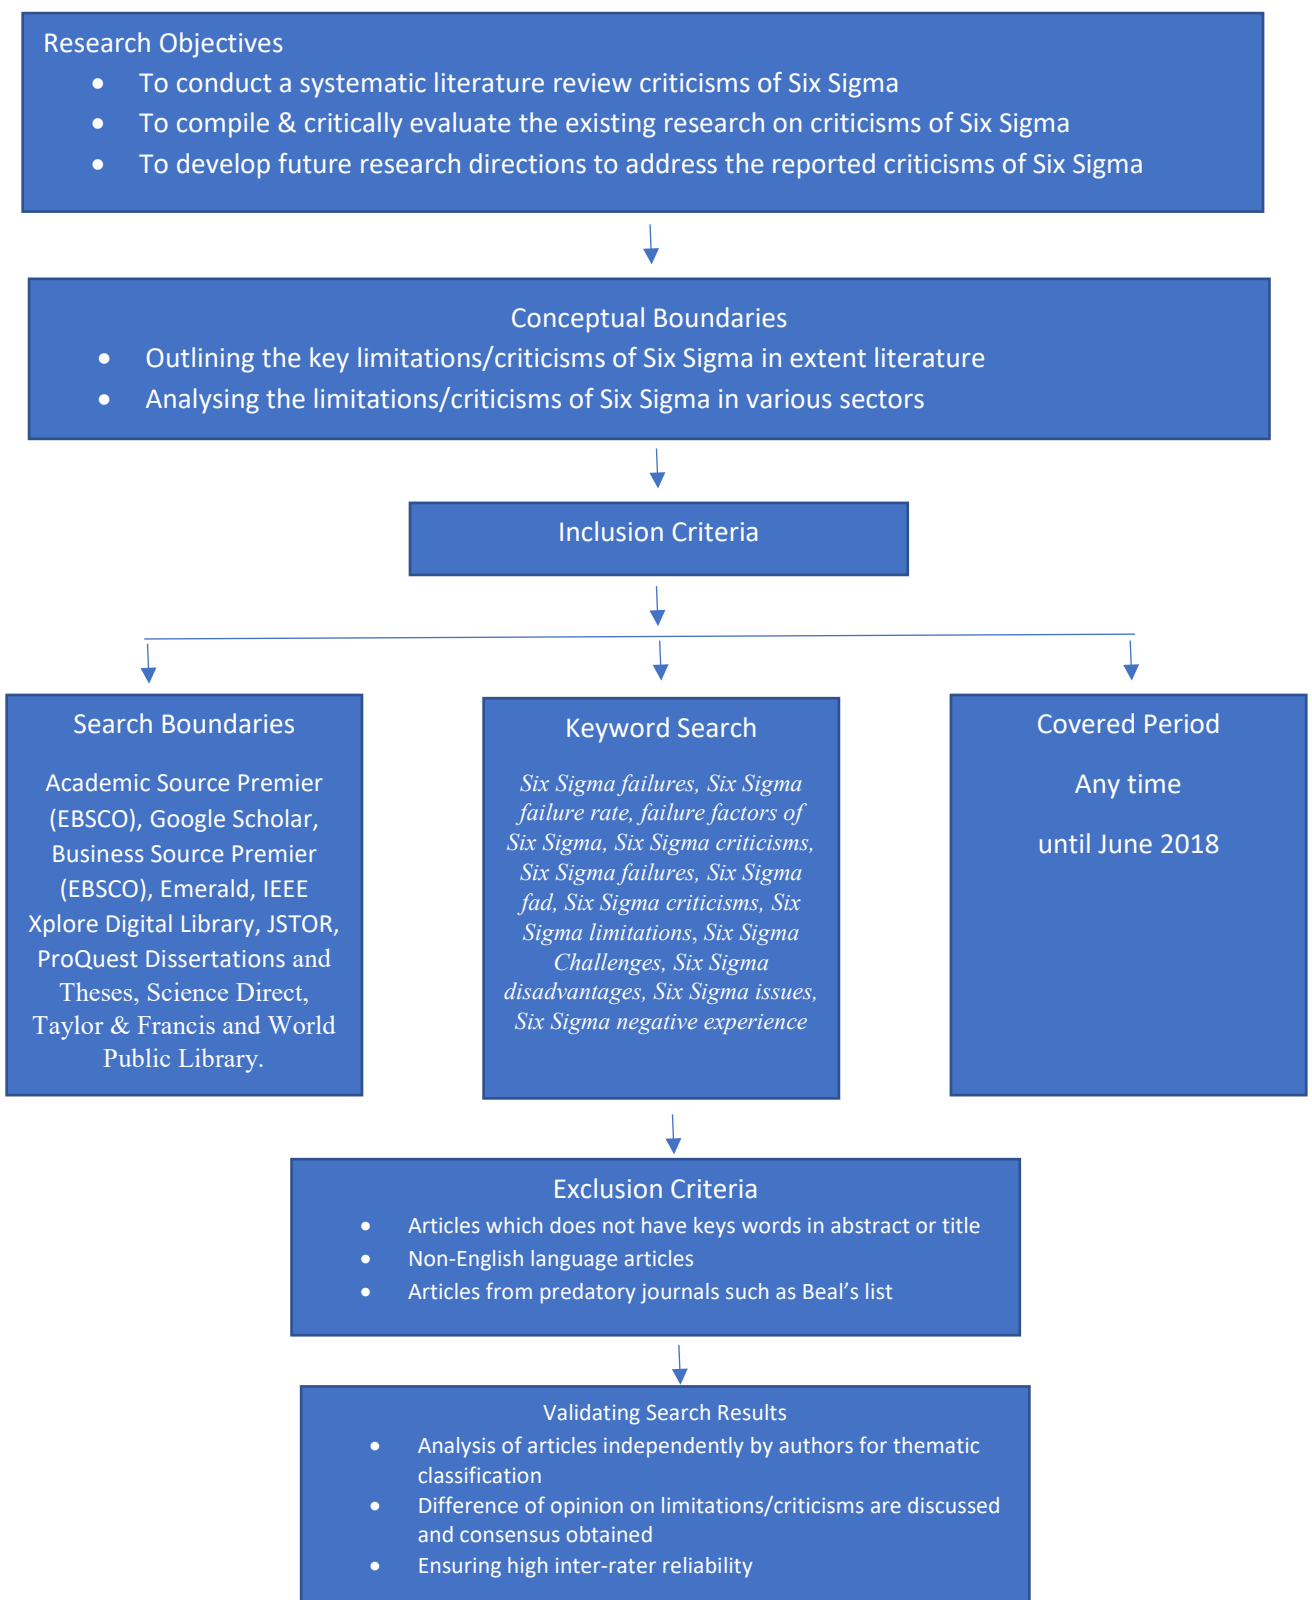 Research Objectives
• To conduct a systematic literature review criticisms of Six Sigma
• To compile & critically evaluate the existing research on criticisms of Six Sigma
• To develop future research directions to address the reported criticisms of Six Sigma
Conceptual Boundaries
• Outlining the key limitations/criticisms of Six Sigma in extent literature
• Analysing the limitations/criticisms of Six Sigma in various sectors
Inclusion Criteria
Search Boundaries
Academic Source Premier
(EBSCO), Google Scholar,
Business Source Premier
(EBSCO), Emerald, IEEE
Xplore Digital Library, JSTOR,
ProQuest Dissertations and
Theses, Science Direct,
Taylor & Francis and World
Public Library.
Keyword Search
Six Sigma failures, Six Sigma
failure rate, failure factors of
Six Sigma, Six Sigma criticisms,
Six Sigma failures, Six Sigma
fad, Six Sigma criticisms, Six
Sigma limitations, Six Sigma
Challenges, Six Sigma
disadvantages, Six Sigma issues,
Six Sigma negative experience
Covered Period
Any time
until June 2018
Exclusion Criteria
• Articles which does not have keys words in abstract or title
• Non-English language articles
• Articles from predatory journals such as Beal’s list
Validating Search Results
• Analysis of articles independently by authors for thematic
classification
• Difference of opinion on limitations/criticisms are discussed
and consensus obtained
• Ensuring high inter-rater reliability